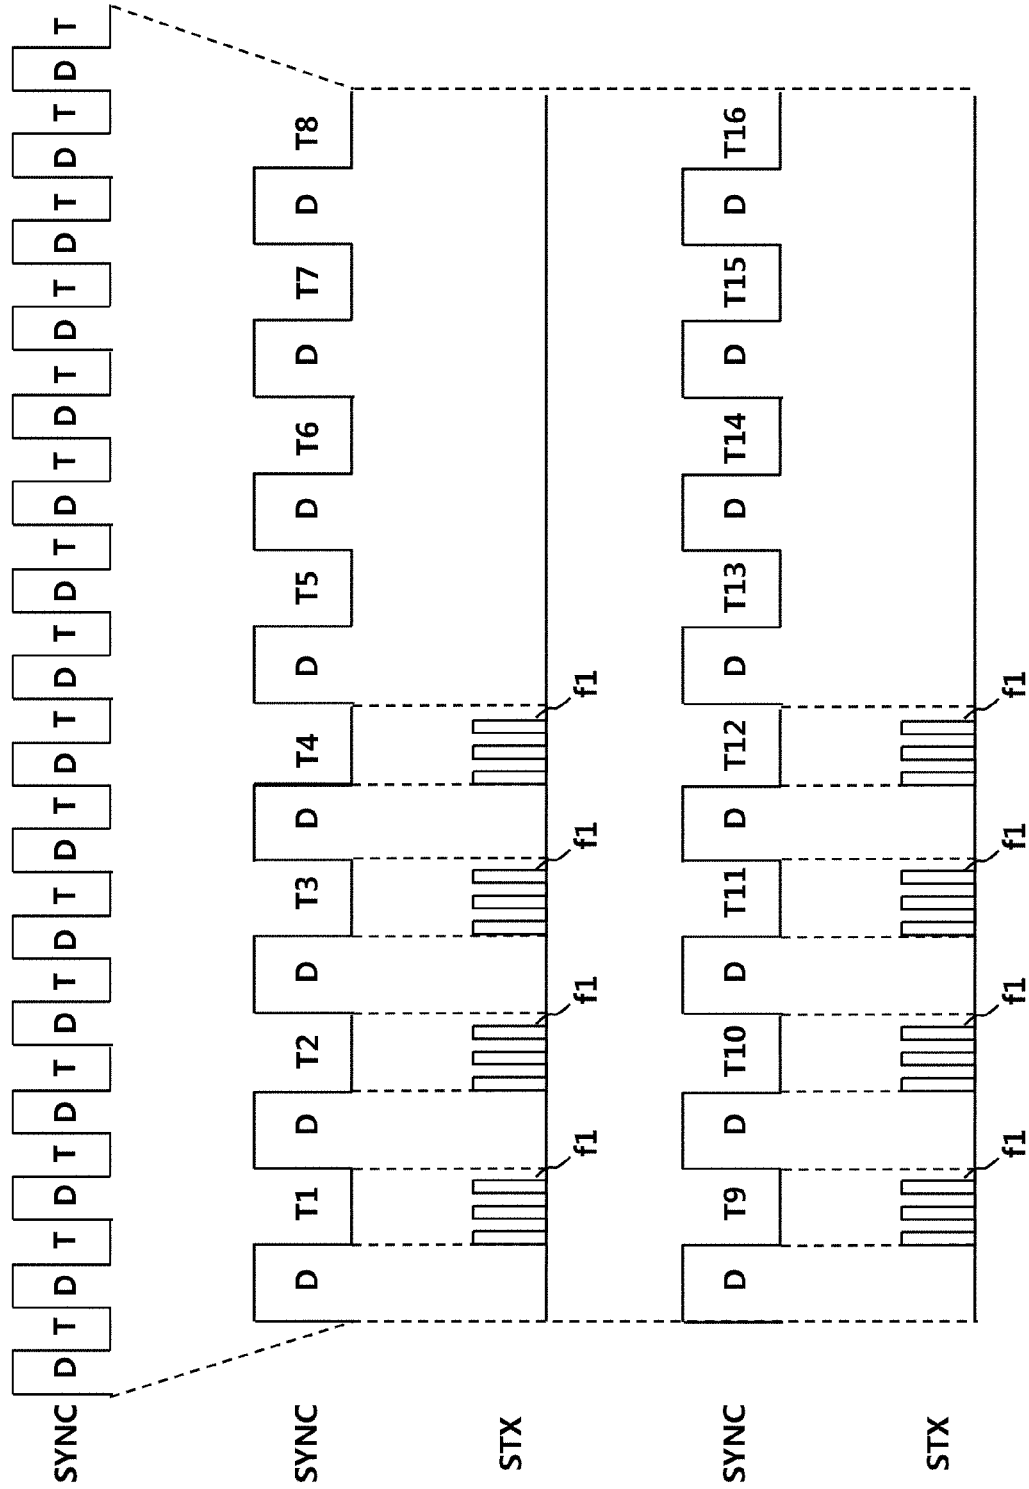 SYNC D T D T D T D T D T D T D T D T D T D T D T D T D T D T D T D T
SYNC D T1 D T2 D T3 D T4 D T5 D T6 D T7 D T8
STX
f1 f1 f1 f1
SYNC D T9 D T10 D T11 D T12 D T13 D T14 D T15 D T16
STX
f1 f1 f1 f1